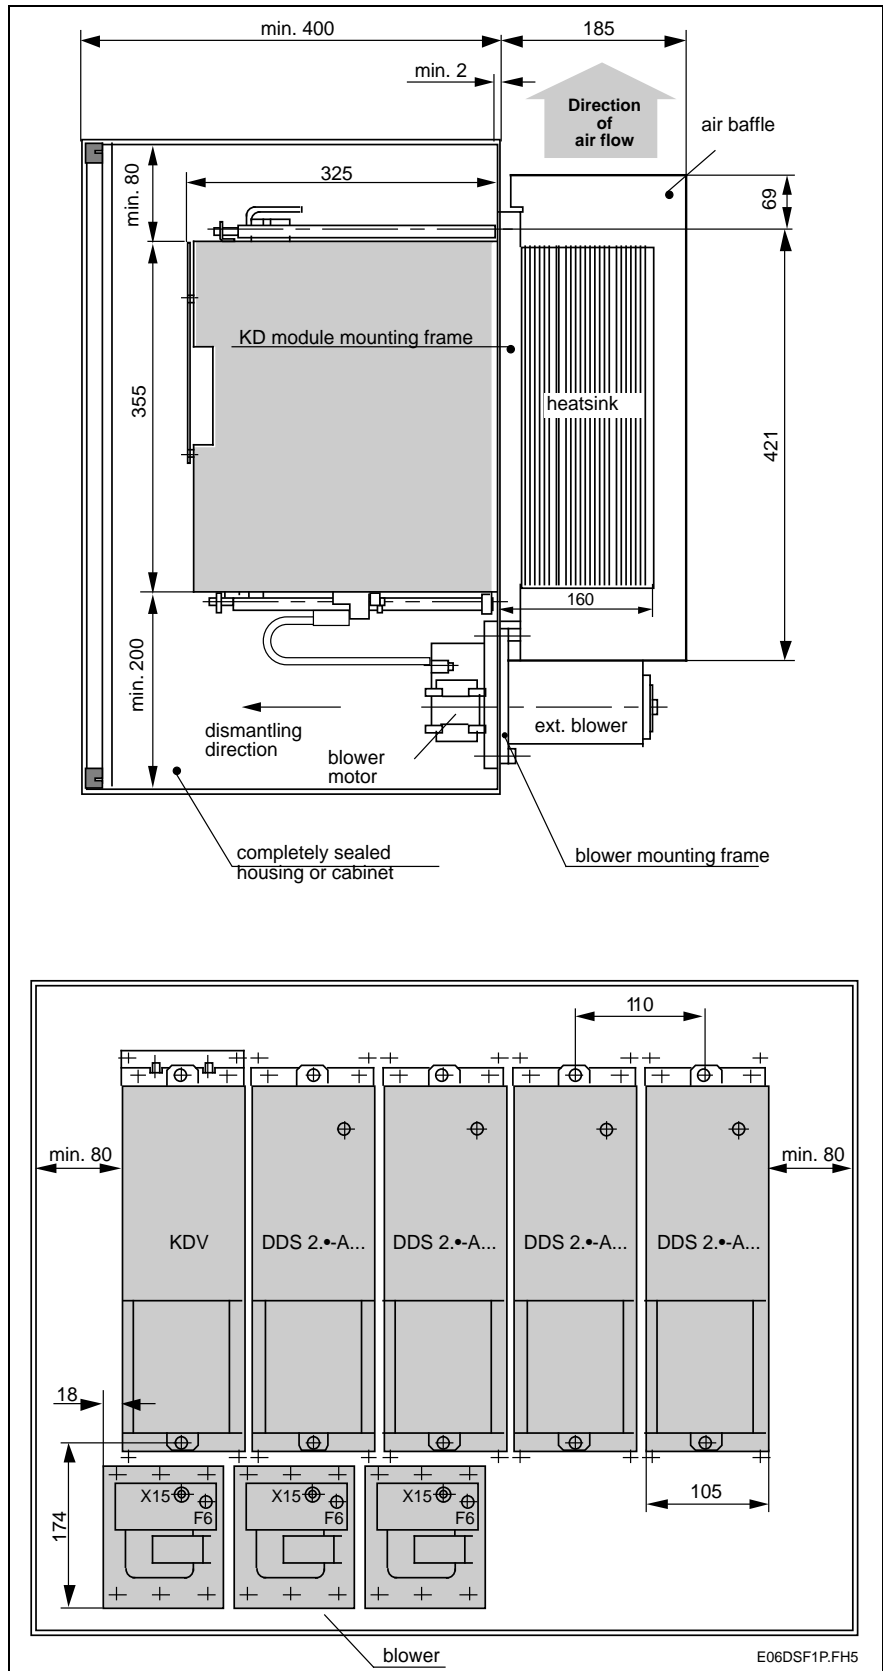 min. 400
185
min. 2
Direction
of
air flow
air baffle
325
min. 80
69
KD module mounting frame
355
heatsink
421
160
min. 200
dismantling
direction
blower
motor
ext. blower
completely sealed
housing or cabinet
blower mounting frame
110
min. 80
min. 80
KDV
DDS 2.•-A...
DDS 2.•-A...
DDS 2.•-A...
DDS 2.•-A...
18
174
X15
F6
X15
F6
X15
F6
105
blower
E06DSF1P.FH5